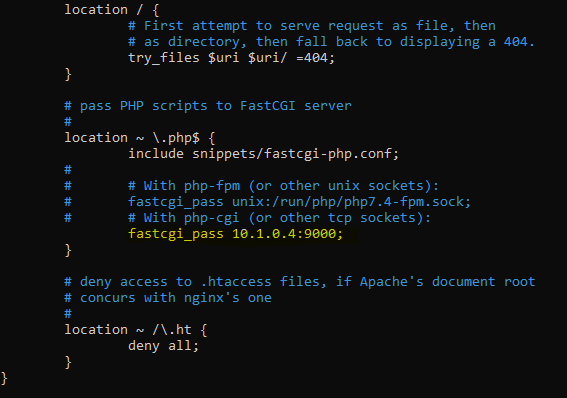 location / {
# First attempt to serve request as file, then
# as directory, then fall back to displaying a 404.
try_files $uri $uri/ =404;
}
# pass PHP scripts to FastCGI server
#
location ~ \.php$ {
include snippets/fastcgi-php.conf;
#
# # With php-fpm (or other unix sockets):
# fastcgi_pass unix:/run/php/php7.4-fpm.sock;
# # With php-cgi (or other tcp sockets):
fastcgi_pass 10.1.0.4:9000;
}
# deny access to .htaccess files, if Apache's document root
# concurs with nginx's one
#
location ~ /\.ht {
deny all;
}
}